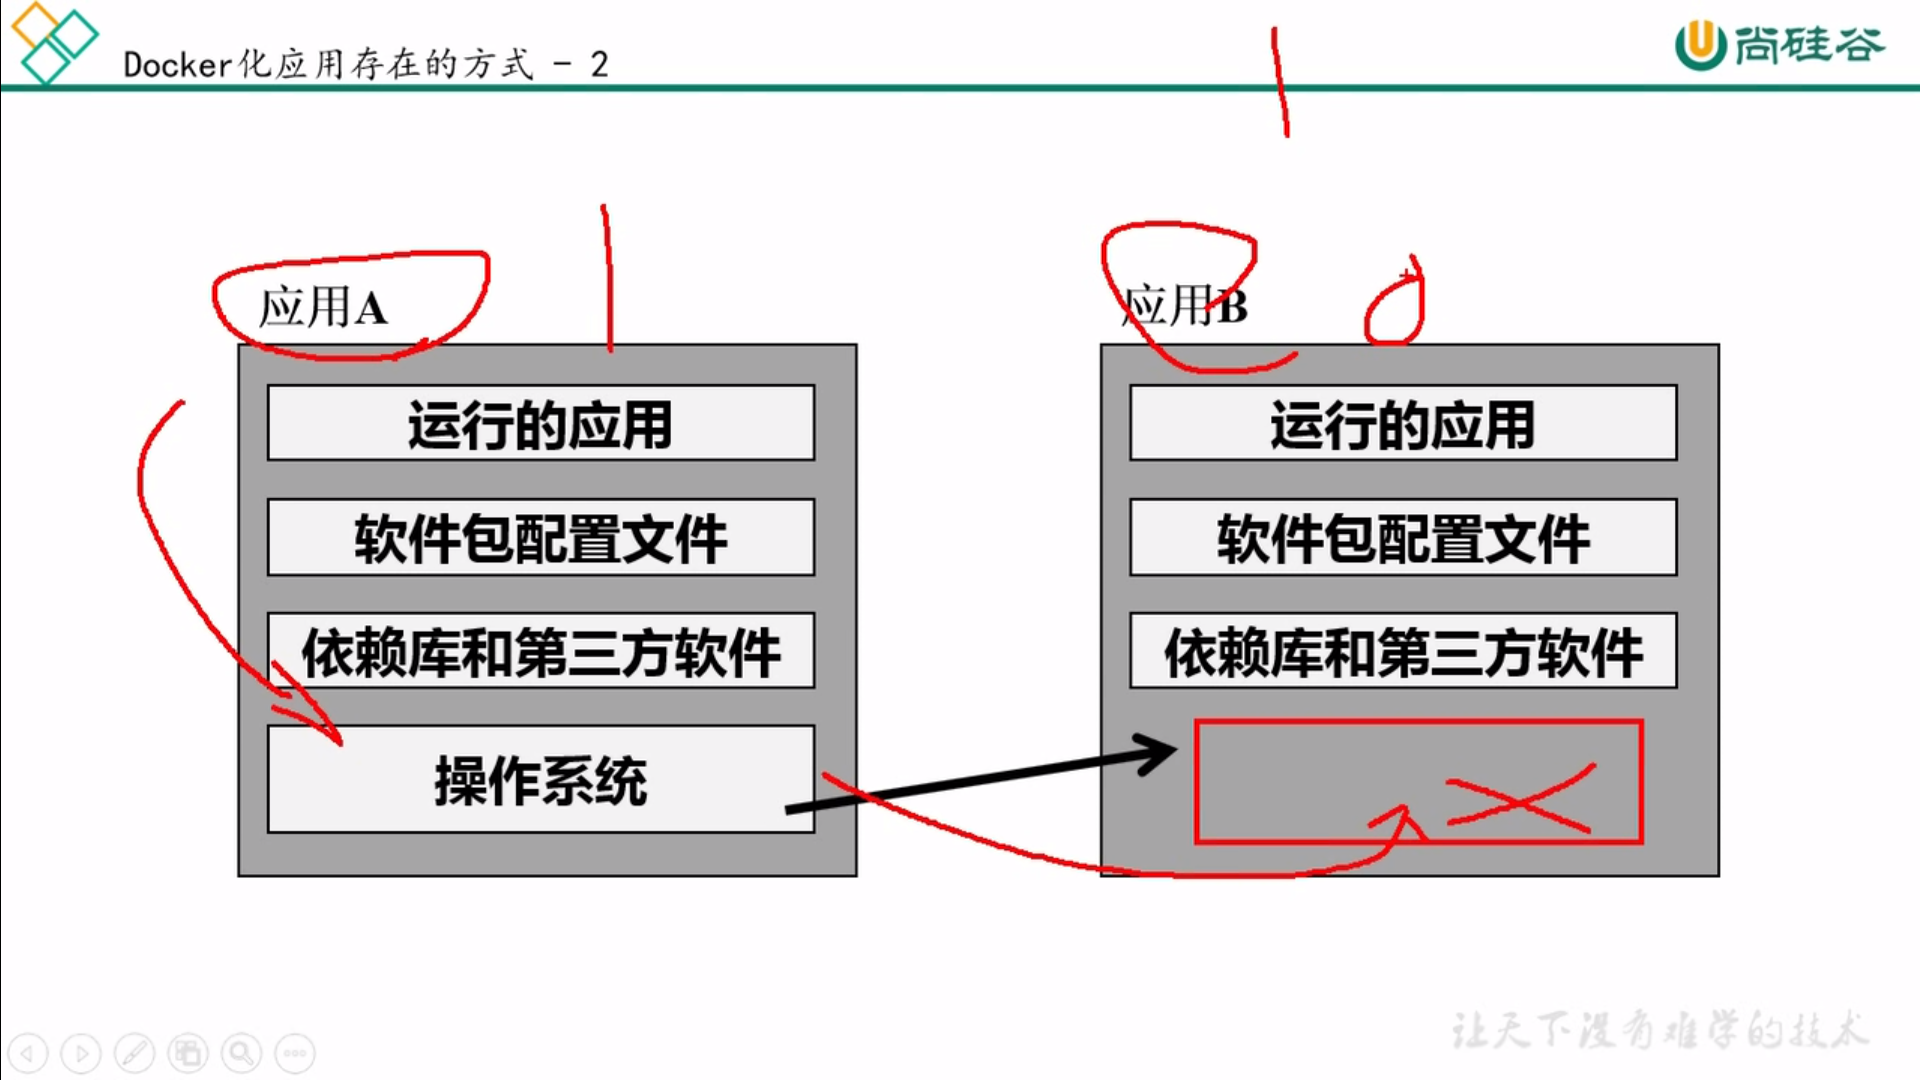 Docker化应用存在的方式 - 2
尚硅谷
应用A
运行的应用
软件包配置文件
依赖库和第三方软件
操作系统
应用B
运行的应用
软件包配置文件
依赖库和第三方软件
让天下没有难学的技术